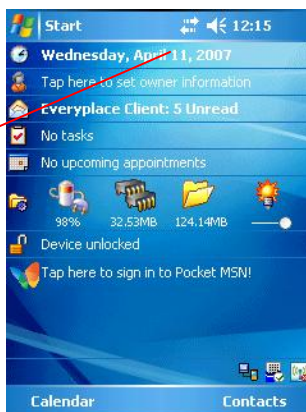 Start 12:15
Wednesday, April 11, 2007
Tap here to set owner information
Everyplace Client: 5 Unread
No tasks
No upcoming appointments
98% 32.53MB 124.14MB
Device unlocked
Tap here to sign in to Pocket MSN!
Calendar Contacts